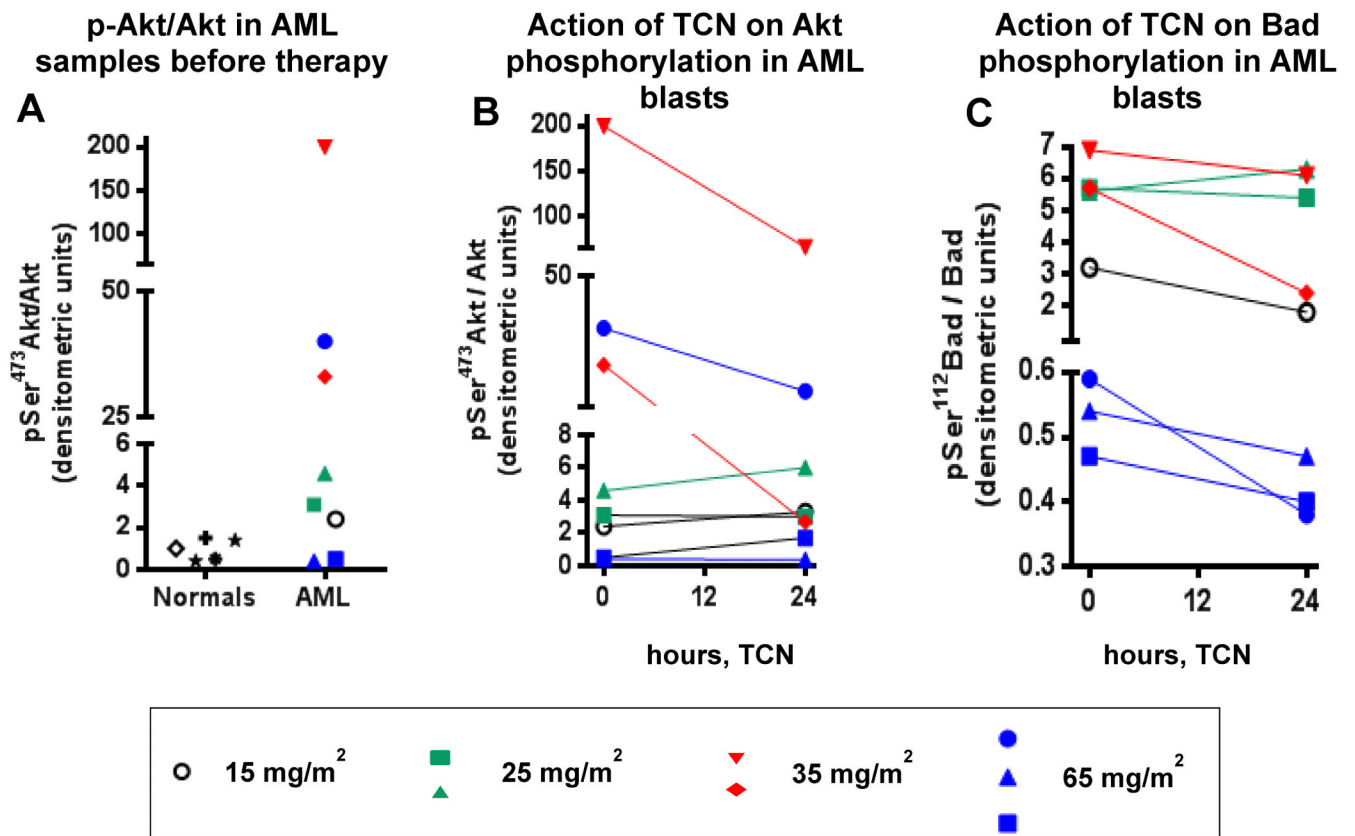 p-Akt/Akt in AML
samples before therapy
Action of TCN on Akt
phosphorylation in AML
blasts
Action of TCN on Bad
phosphorylation in AML
blasts
A
pSer⁴⁷³Akt/Akt
(densitometric units)
200
150
100
50
25
6
4
2
0
Normals
AML
B
pSer⁴⁷³Akt / Akt
(densitometric units)
200
150
100
50
8
6
4
2
0
0
12
24
hours, TCN
C
pSer¹¹²Bad / Bad
(densitometric units)
7
6
5
4
3
2
0.6
0.5
0.4
0.3
0
12
24
hours, TCN
15 mg/m²
25 mg/m²
35 mg/m²
65 mg/m²